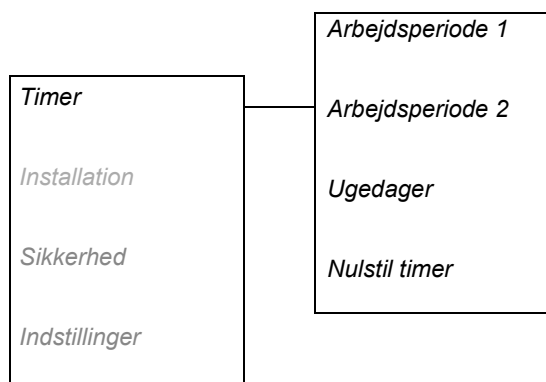 Timer
Installation
Sikkerhed
Indstillinger
Arbejdsperiode 1
Arbejdsperiode 2
Ugedager
Nulstil timer